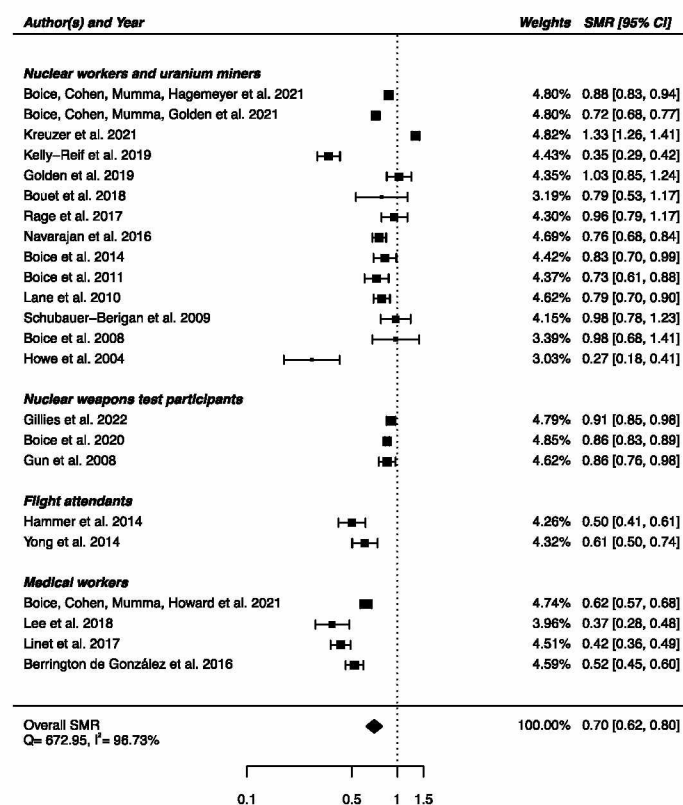 Author(s) and Year Weights SMR [95% CI]
Nuclear workers and uranium miners
Boice, Cohen, Mumma, Hagemeyer et al. 2021 4.80% 0.88 [0.83, 0.94]
Boice, Cohen, Mumma, Golden et al. 2021 4.80% 0.72 [0.68, 0.77]
Kreuzer et al. 2021 4.82% 1.33 [1.26, 1.41]
Kelly−Reif et al. 2019 4.43% 0.35 [0.29, 0.42]
Golden et al. 2019 4.35% 1.03 [0.85, 1.24]
Bouet et al. 2018 3.19% 0.79 [0.53, 1.17]
Rage et al. 2017 4.30% 0.96 [0.79, 1.17]
Navarajan et al. 2016 4.69% 0.76 [0.68, 0.84]
Boice et al. 2014 4.42% 0.83 [0.70, 0.99]
Boice et al. 2011 4.37% 0.73 [0.61, 0.88]
Lane et al. 2010 4.62% 0.79 [0.70, 0.90]
Schubauer−Berigan et al. 2009 4.15% 0.98 [0.78, 1.23]
Boice et al. 2008 3.39% 0.98 [0.68, 1.41]
Howe et al. 2004 3.03% 0.27 [0.18, 0.41]
Nuclear weapons test participants
Gillies et al. 2022 4.79% 0.91 [0.85, 0.98]
Boice et al. 2020 4.85% 0.86 [0.83, 0.89]
Gun et al. 2008 4.62% 0.86 [0.76, 0.98]
Flight attendants
Hammer et al. 2014 4.26% 0.50 [0.41, 0.61]
Yong et al. 2014 4.32% 0.61 [0.50, 0.74]
Medical workers
Boice, Cohen, Mumma, Howard et al. 2021 4.74% 0.62 [0.57, 0.68]
Lee et al. 2018 3.96% 0.37 [0.28, 0.48]
Linet et al. 2017 4.51% 0.42 [0.36, 0.49]
Berrington de González et al. 2016 4.59% 0.52 [0.45, 0.60]
Overall SMR 100.00% 0.70 [0.62, 0.80]
Q= 672.95, I²= 96.73%
0.1 0.5 1 1.5